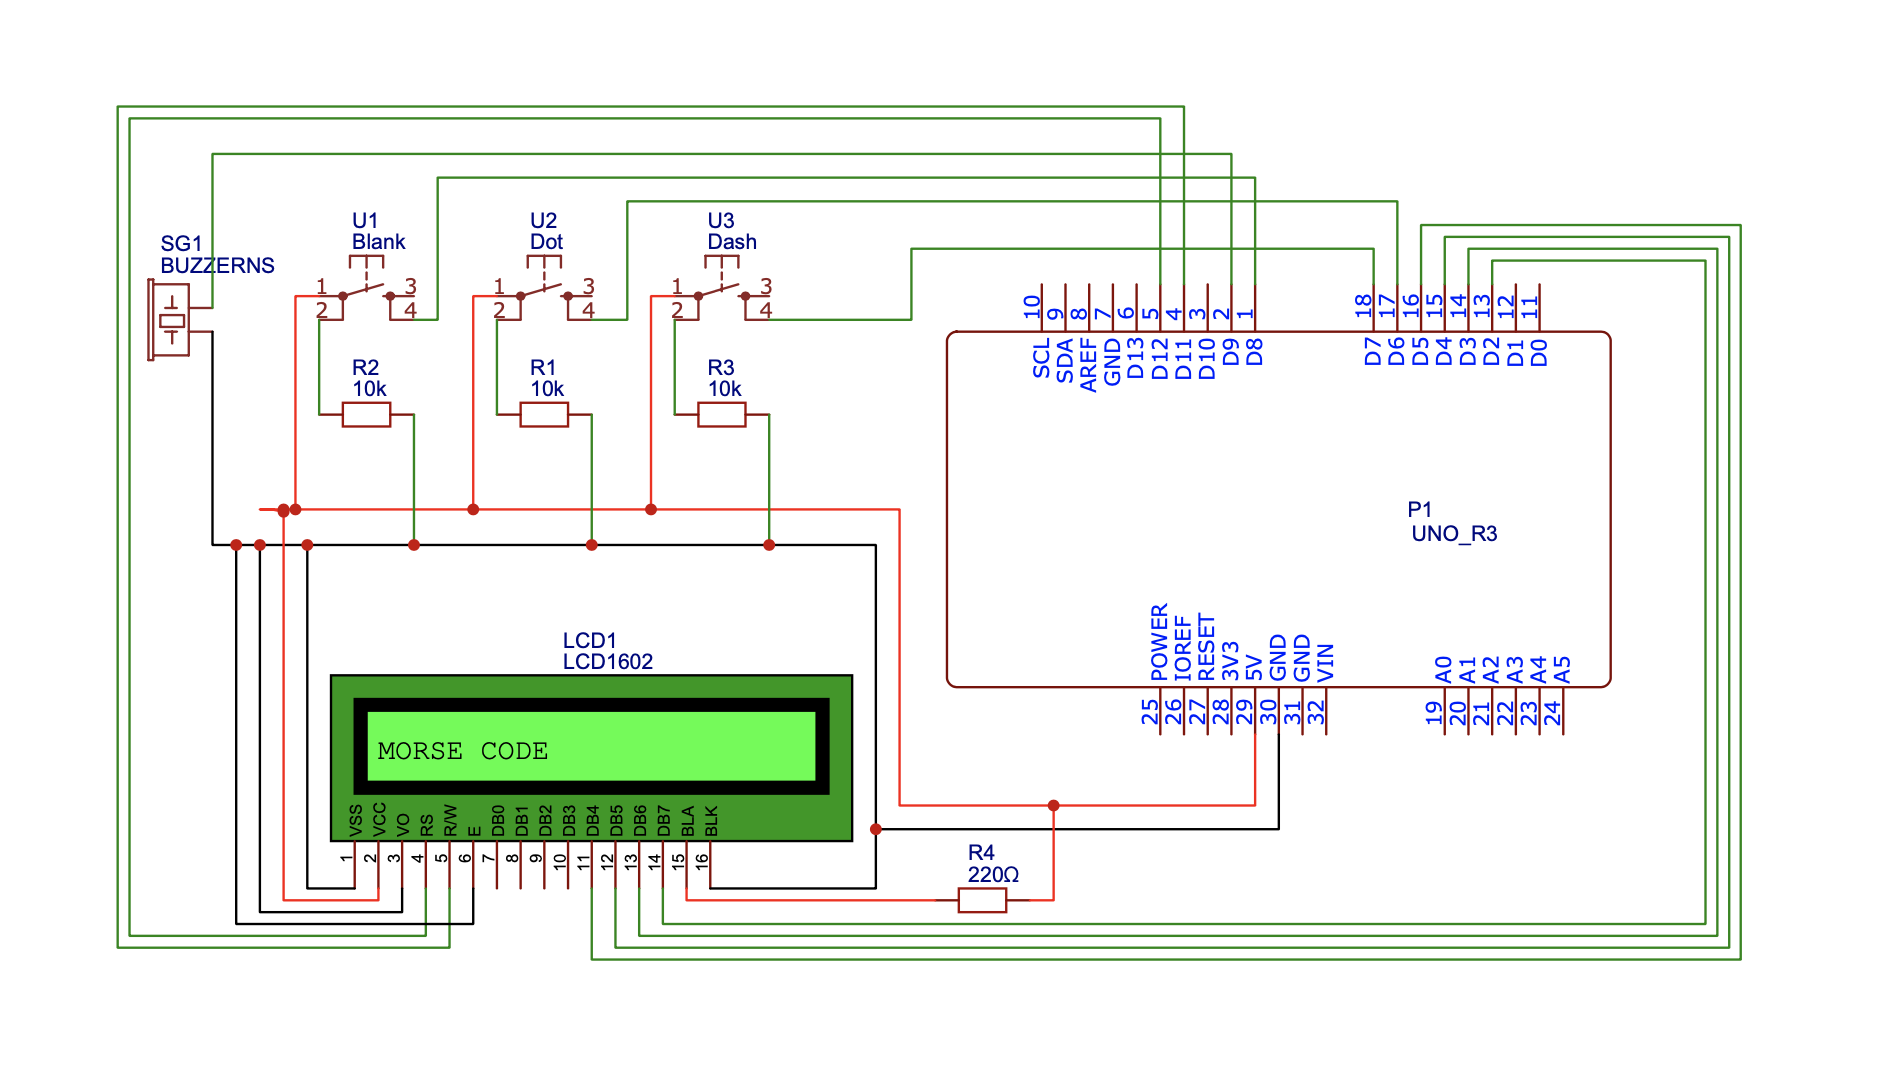 SG1
BUZZERNS
U1
Blank
1
2
3
4
U2
Dot
1
2
3
4
U3
Dash
1
2
3
4
R2
10k
R1
10k
R3
10k
10 9 8 7 6 5 4 3 2 1
SCL SDA AREF GND D13 D12 D11 D10 D9 D8
18 17 16 15 14 13 12 11
D7 D6 D5 D4 D3 D2 D1 D0
P1
UNO_R3
POWER IOREF RESET 3V3 5V GND GND VIN
25 26 27 28 29 30 31 32
A0 A1 A2 A3 A4 A5
19 20 21 22 23 24
LCD1
LCD1602
MORSE CODE
VSS VCC VO RS R/W E DB0 DB1 DB2 DB3 DB4 DB5 DB6 DB7 BLA BLK
1 2 3 4 5 6 7 8 9 10 11 12 13 14 15 16
R4
220Ω